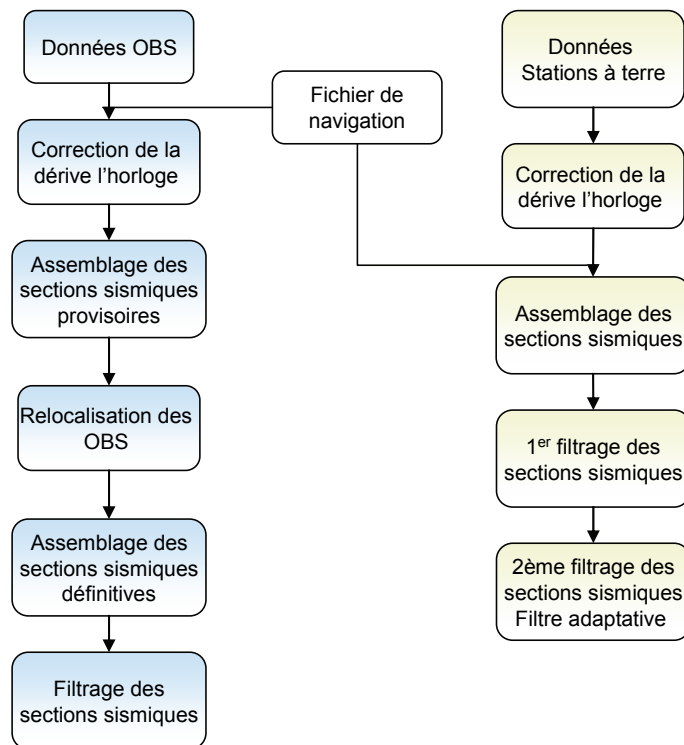 Données OBS
Correction de la
dérive l’horloge
Assemblage des
sections sismiques
provisoires
Relocalisation des
OBS
Assemblage des
sections sismiques
définitives
Filtrage des
sections sismiques
Fichier de
navigation
Données
Stations à terre
Correction de la
dérive l’horloge
Assemblage des
sections sismiques
1er filtrage des
sections sismiques
2ème filtrage des
sections sismiques
Filtre adaptative